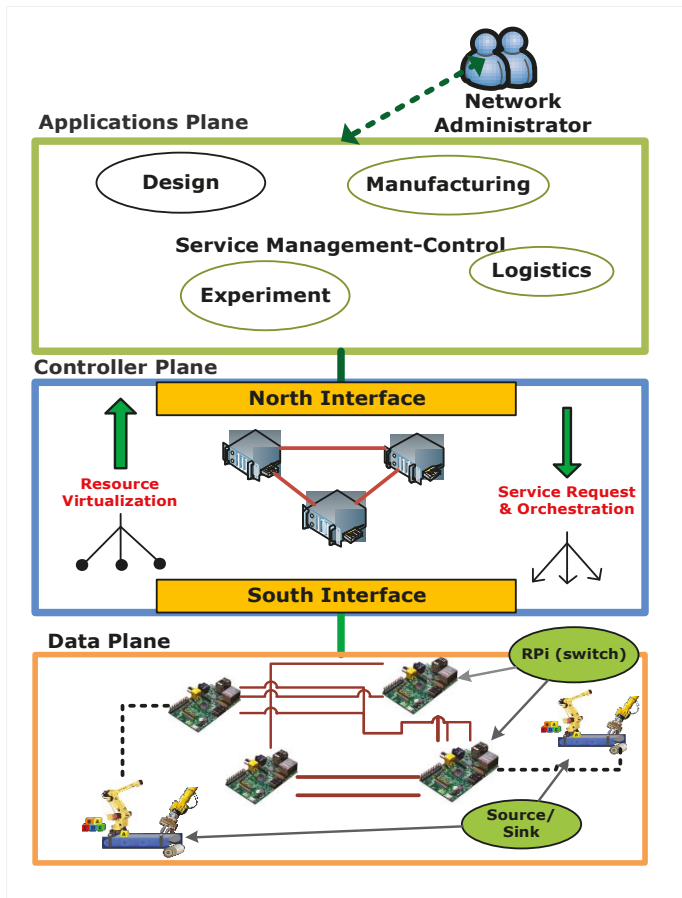 Network
Administrator
Applications Plane
Design
Manufacturing
Service Management-Control
Logistics
Experiment
Controller Plane
North Interface
Resource
Virtualization
Service Request
& Orchestration
South Interface
Data Plane
RPi (switch)
Source/
Sink